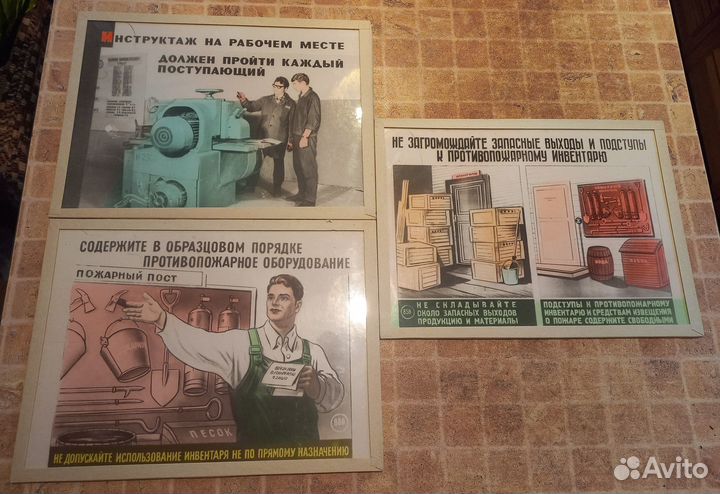 ИНСТРУКТАЖ НА РАБОЧЕМ МЕСТЕ
ДОЛЖЕН ПРОЙТИ КАЖДЫЙ
ПОСТУПАЮЩИЙ
СОДЕРЖИТЕ В ОБРАЗЦОВОМ ПОРЯДКЕ
ПРОТИВОПОЖАРНОЕ ОБОРУДОВАНИЕ
ПОЖАРНЫЙ ПОСТ
ПЕСОК
НЕ ДОПУСКАЙТЕ ИСПОЛЬЗОВАНИЕ ИНВЕНТАРЯ НЕ ПО ПРЯМОМУ НАЗНАЧЕНИЮ
НЕ ЗАГРОМОЖДАЙТЕ ЗАПАСНЫЕ ВЫХОДЫ И ПОДСТУПЫ
К ПРОТИВОПОЖАРНОМУ ИНВЕНТАРЮ
ПЕСОК
НЕ СКЛАДЫВАЙТЕ
ОКОЛО ЗАПАСНЫХ ВЫХОДОВ
ПРОДУКЦИЮ И МАТЕРИАЛЫ
ПОДСТУПЫ К ПРОТИВОПОЖАРНОМУ
ИНВЕНТАРЮ И СРЕДСТВАМ ИЗВЕЩЕНИЯ
О ПОЖАРЕ СОДЕРЖИТЕ СВОБОДНЫМИ
Avito